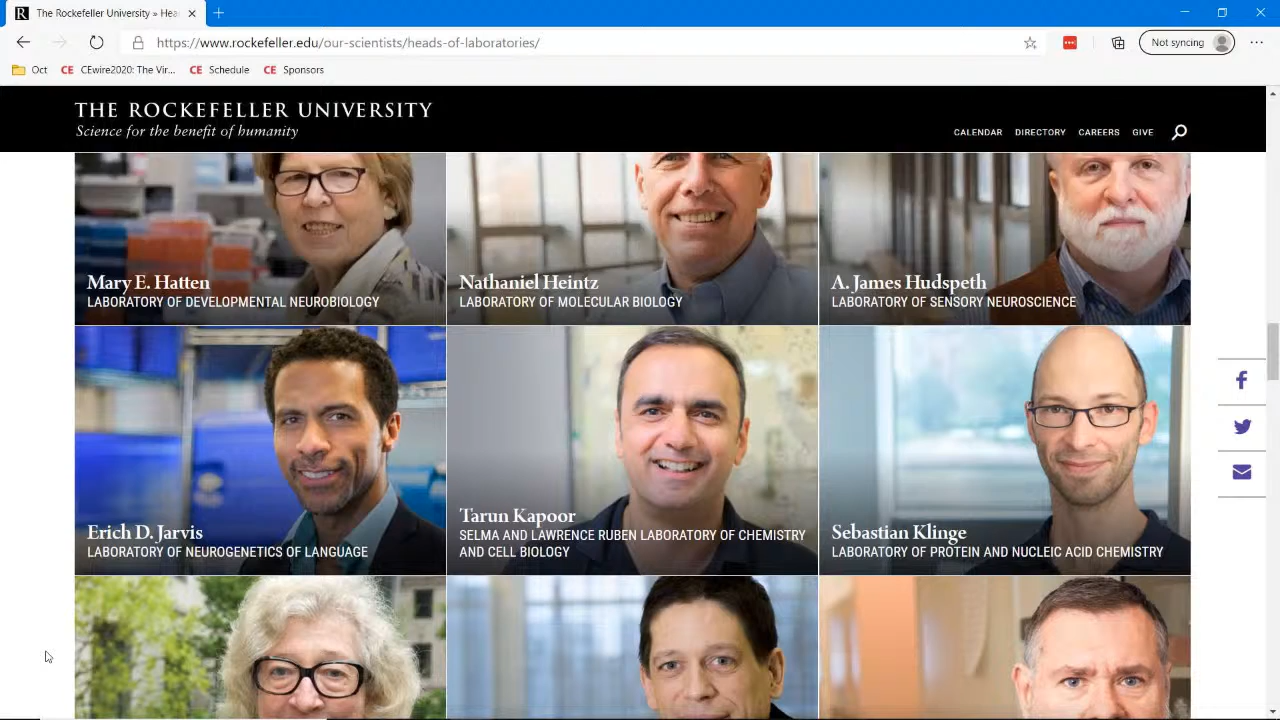 The Rockefeller University » Hea
https://www.rockefeller.edu/our-scientists/heads-of-laboratories/
Not syncing
Oct
CEwire2020: The Vir...
Schedule
Sponsors
THE ROCKEFELLER UNIVERSITY
Science for the benefit of humanity
CALENDAR DIRECTORY CAREERS GIVE
Mary E. Hatten
LABORATORY OF DEVELOPMENTAL NEUROBIOLOGY
Nathaniel Heintz
LABORATORY OF MOLECULAR BIOLOGY
A. James Hudspeth
LABORATORY OF SENSORY NEUROSCIENCE
Erich D. Jarvis
LABORATORY OF NEUROGENETICS OF LANGUAGE
Tarun Kapoor
SELMA AND LAWRENCE RUBEN LABORATORY OF CHEMISTRY
AND CELL BIOLOGY
Sebastian Klinge
LABORATORY OF PROTEIN AND NUCLEIC ACID CHEMISTRY